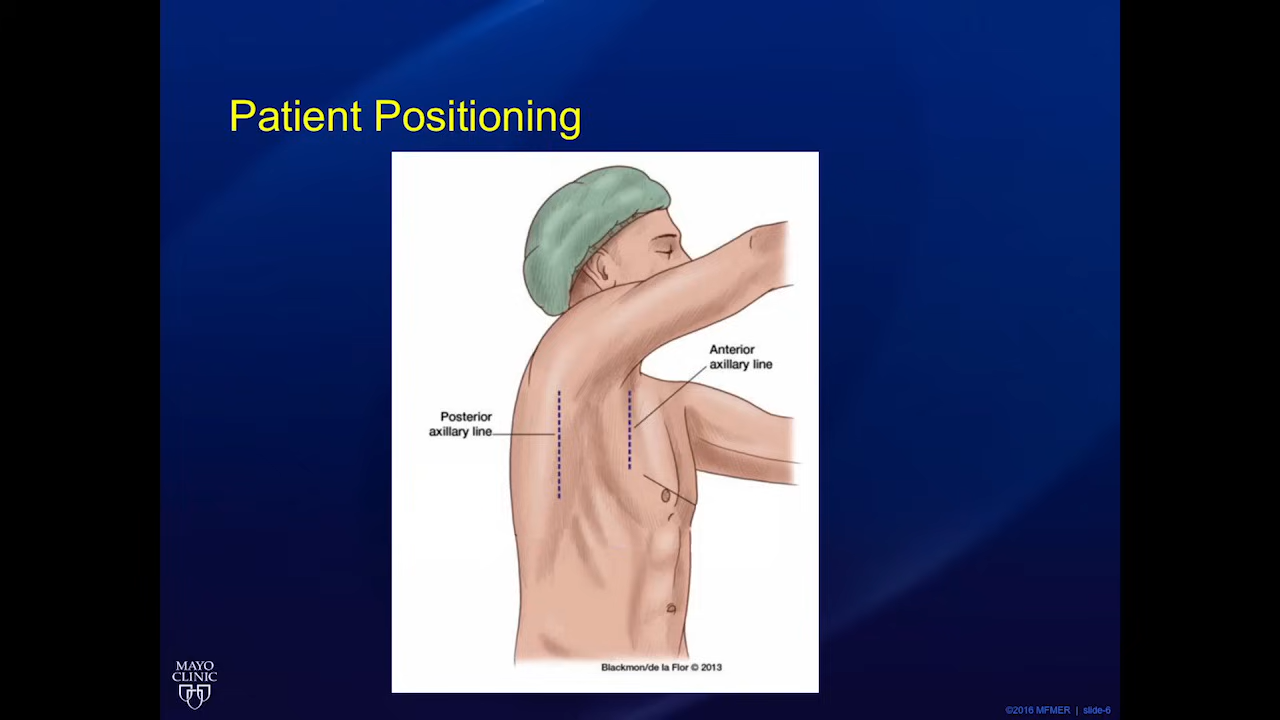 Patient Positioning
Anterior
axillary line
Posterior
axillary line
Blackmon/de la Flor © 2013
MAYO
CLINIC
©2016 MFMER | slide-6